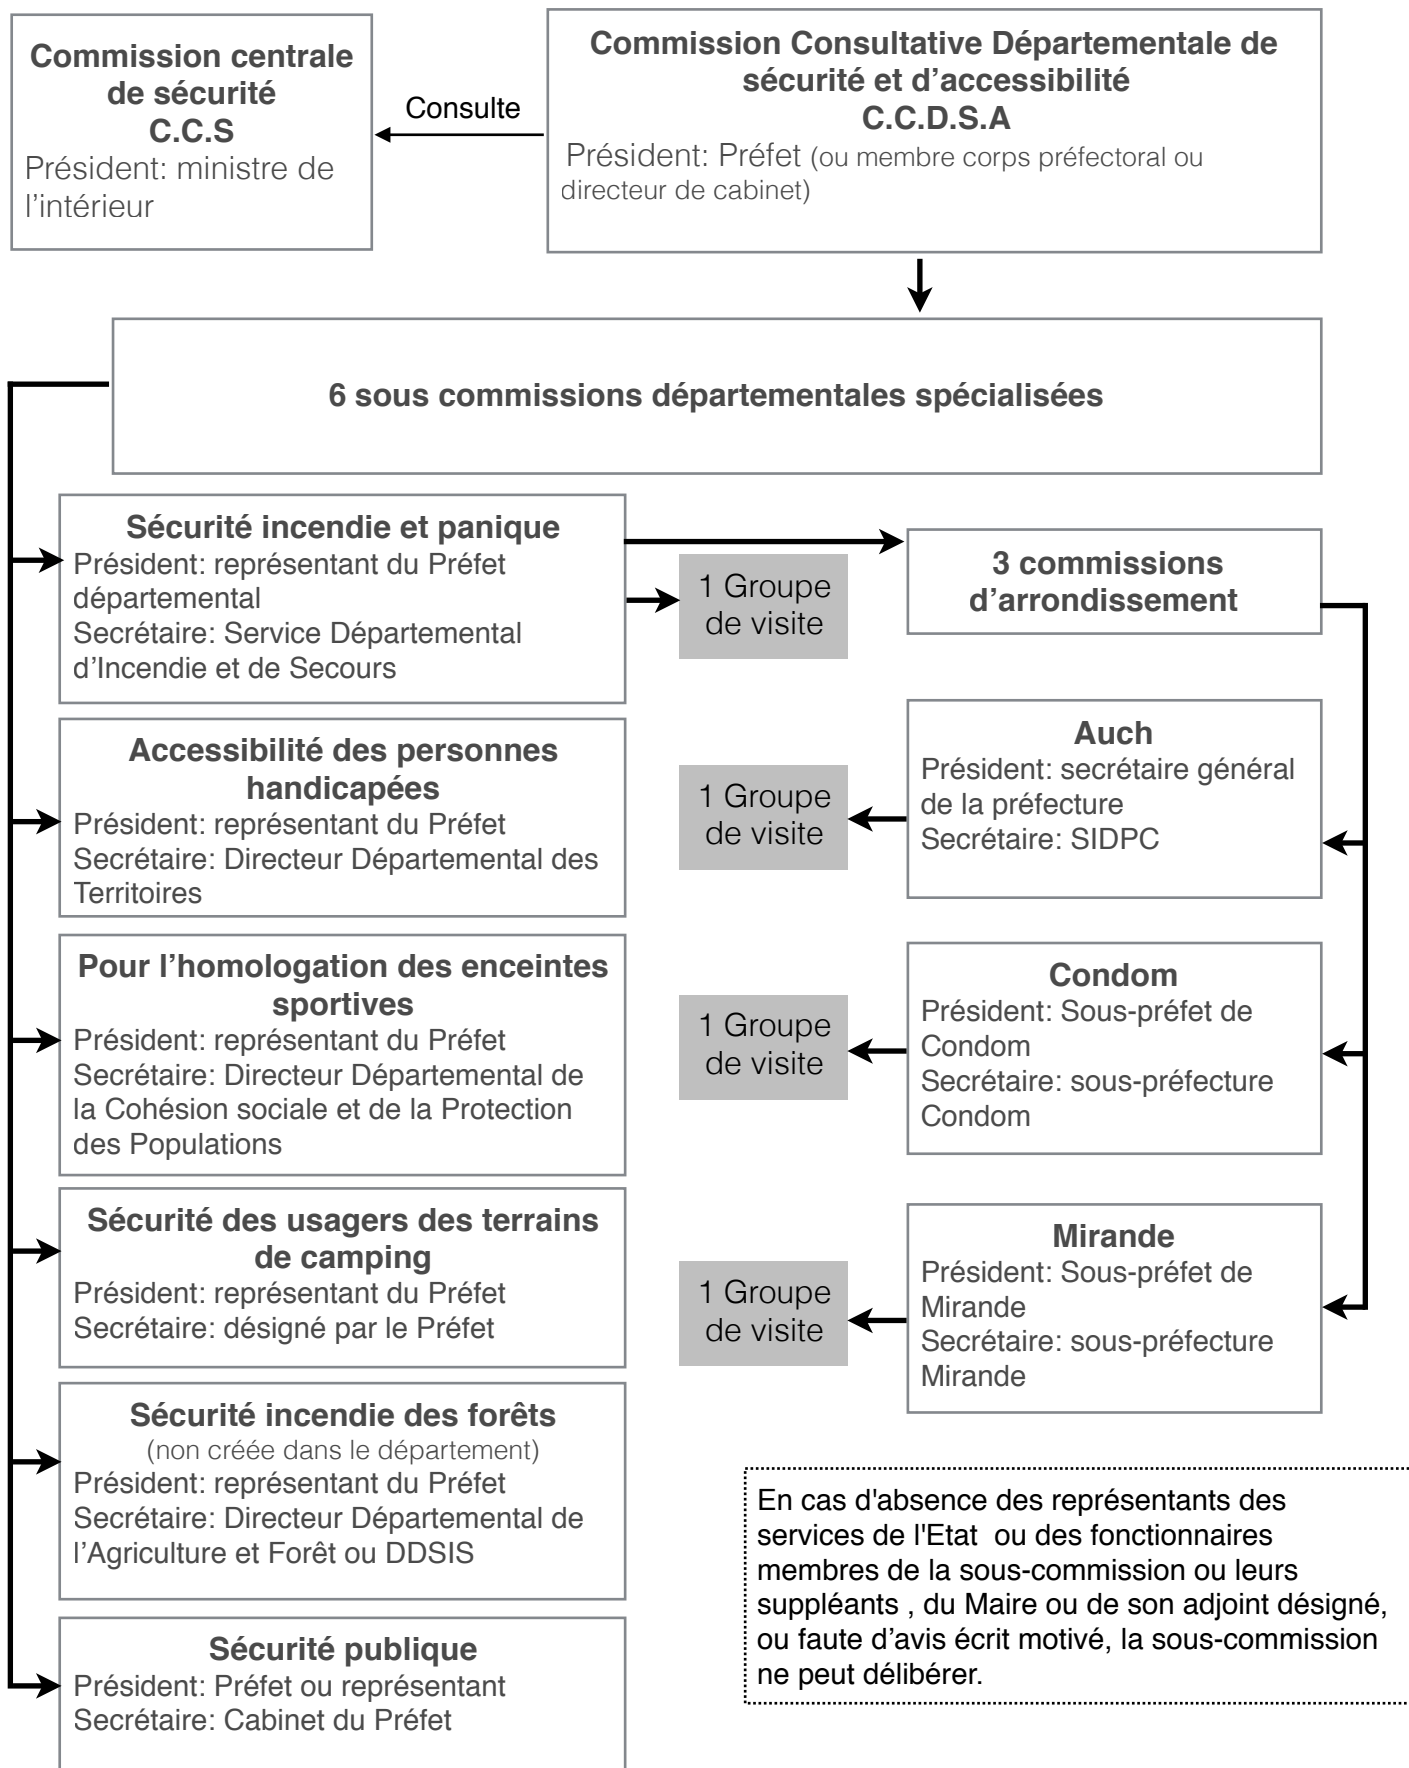 Commission centrale
de sécurité
C.C.S
Président: ministre de
l’intérieur
Consulte
Commission Consultative Départementale de
sécurité et d’accessibilité
C.C.D.S.A
Président: Préfet (ou membre corps préfectoral ou
directeur de cabinet)
6 sous commissions départementales spécialisées
Sécurité incendie et panique
Président: représentant du Préfet
départemental
Secrétaire: Service Départemental
d’Incendie et de Secours
1 Groupe
de visite
3 commissions
d’arrondissement
Accessibilité des personnes
handicapées
Président: représentant du Préfet
Secrétaire: Directeur Départemental des
Territoires
1 Groupe
de visite
Auch
Président: secrétaire général
de la préfecture
Secrétaire: SIDPC
Pour l’homologation des enceintes
sportives
Président: représentant du Préfet
Secrétaire: Directeur Départemental de
la Cohésion sociale et de la Protection
des Populations
1 Groupe
de visite
Condom
Président: Sous-préfet de
Condom
Secrétaire: sous-préfecture
Condom
Sécurité des usagers des terrains
de camping
Président: représentant du Préfet
Secrétaire: désigné par le Préfet
1 Groupe
de visite
Mirande
Président: Sous-préfet de
Mirande
Secrétaire: sous-préfecture
Mirande
Sécurité incendie des forêts
(non créée dans le département)
Président: représentant du Préfet
Secrétaire: Directeur Départemental de
l’Agriculture et Forêt ou DDSIS
En cas d'absence des représentants des
services de l'Etat  ou des fonctionnaires
membres de la sous-commission ou leurs
suppléants , du Maire ou de son adjoint désigné,
ou faute d’avis écrit motivé, la sous-commission
ne peut délibérer.
Sécurité publique
Président: Préfet ou représentant
Secrétaire: Cabinet du Préfet